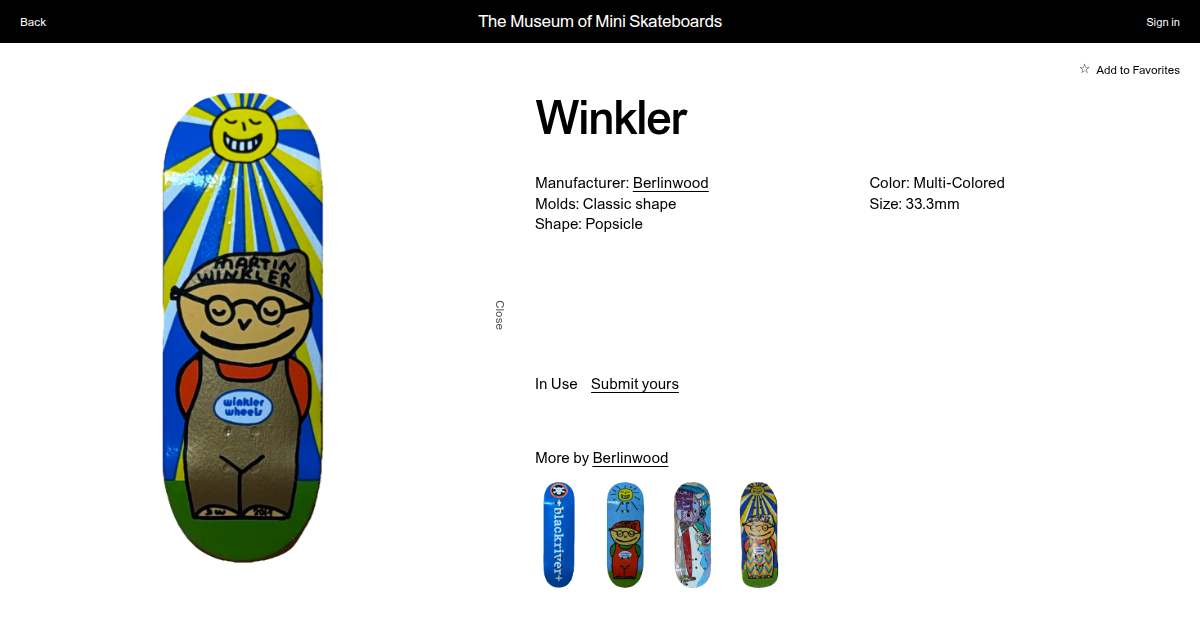 Back
The Museum of Mini Skateboards
Sign in
☆ Add to Favorites
Winkler
Manufacturer: Berlinwood
Molds: Classic shape
Shape: Popsicle
Color: Multi-Colored
Size: 33.3mm
MARTIN
WINKLER
winkler
wheels
Close
In Use Submit yours
More by Berlinwood
+blackriver+